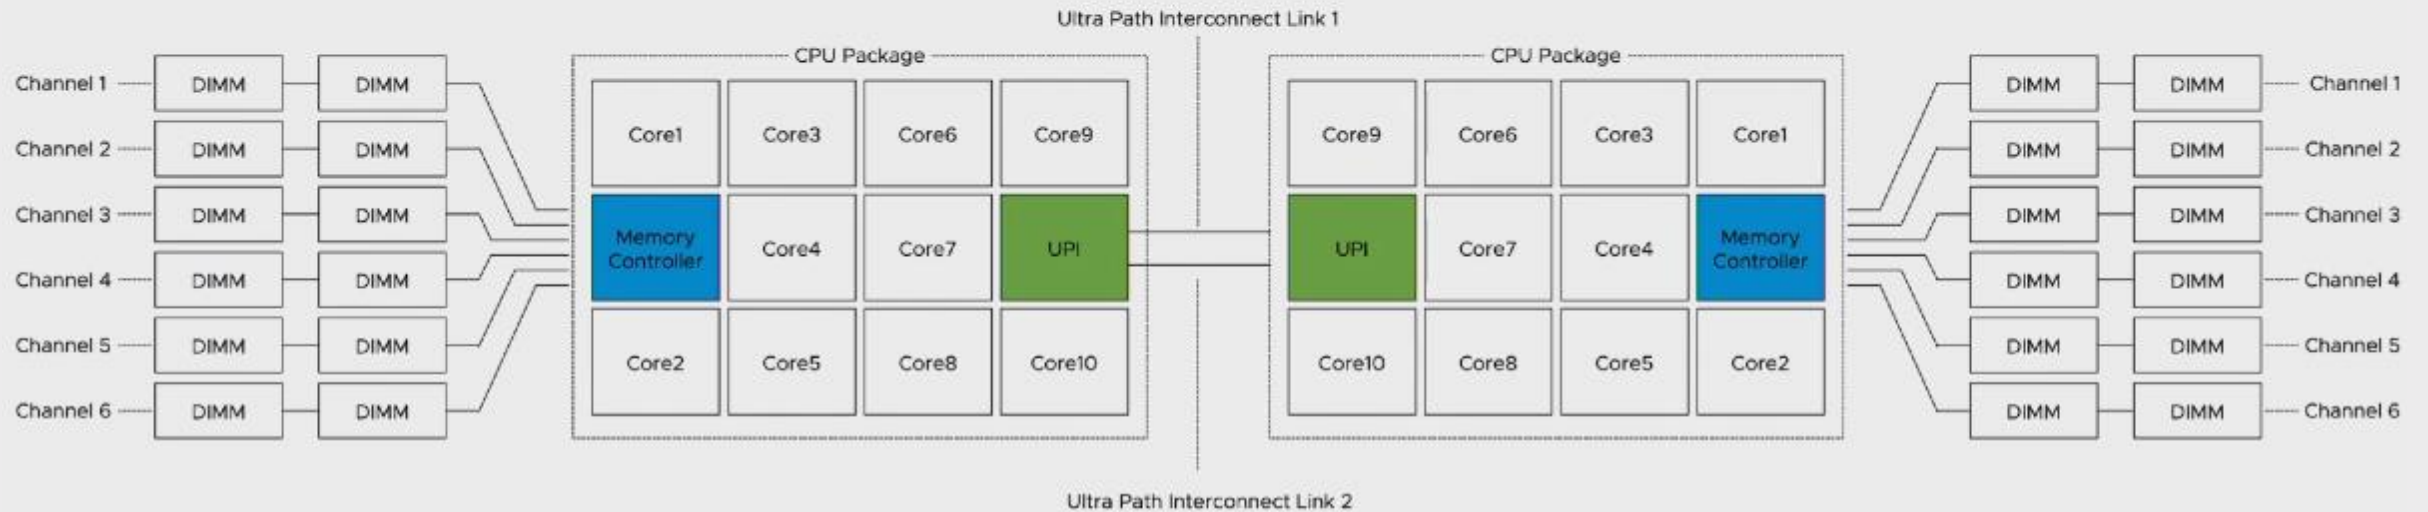 Ultra Path Interconnect Link 1
CPU Package CPU Package
Channel 1 DIMM DIMM DIMM DIMM Channel 1
Core1 Core3 Core6 Core9 Core9 Core6 Core3 Core1
Channel 2 DIMM DIMM DIMM DIMM Channel 2
Channel 3 DIMM DIMM DIMM DIMM Channel 3
Memory Controller Core4 Core7 UPI UPI Core7 Core4 Memory Controller
Channel 4 DIMM DIMM DIMM DIMM Channel 4
Channel 5 DIMM DIMM DIMM DIMM Channel 5
Core2 Core5 Core8 Core10 Core10 Core8 Core5 Core2
Channel 6 DIMM DIMM DIMM DIMM Channel 6
Ultra Path Interconnect Link 2